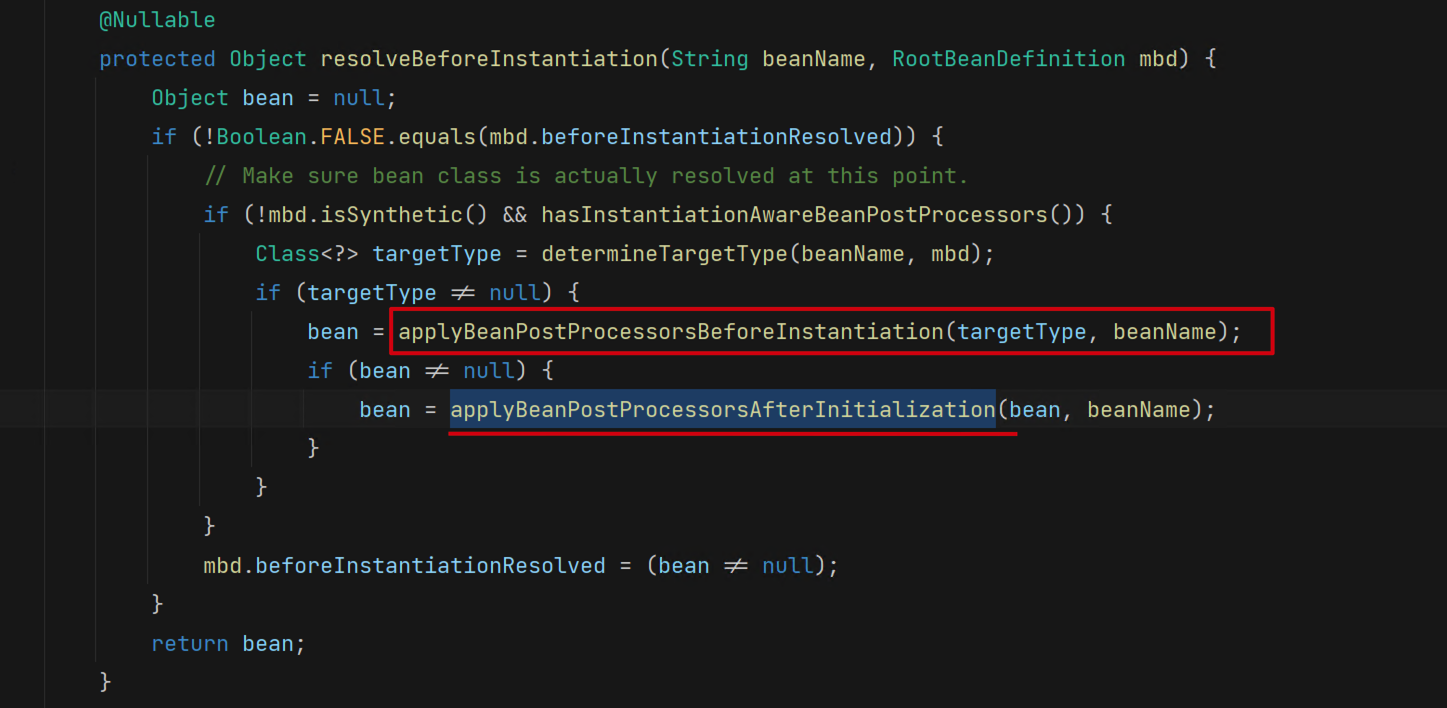 @Nullable
protected Object resolveBeforeInstantiation(String beanName, RootBeanDefinition mbd) {
Object bean = null;
if (!Boolean.FALSE.equals(mbd.beforeInstantiationResolved)) {
// Make sure bean class is actually resolved at this point.
if (!mbd.isSynthetic() && hasInstantiationAwareBeanPostProcessors()) {
Class<?> targetType = determineTargetType(beanName, mbd);
if (targetType ≠ null) {
bean = applyBeanPostProcessorsBeforeInstantiation(targetType, beanName);
if (bean ≠ null) {
bean = applyBeanPostProcessorsAfterInitialization(bean, beanName);
}
}
}
mbd.beforeInstantiationResolved = (bean ≠ null);
}
return bean;
}